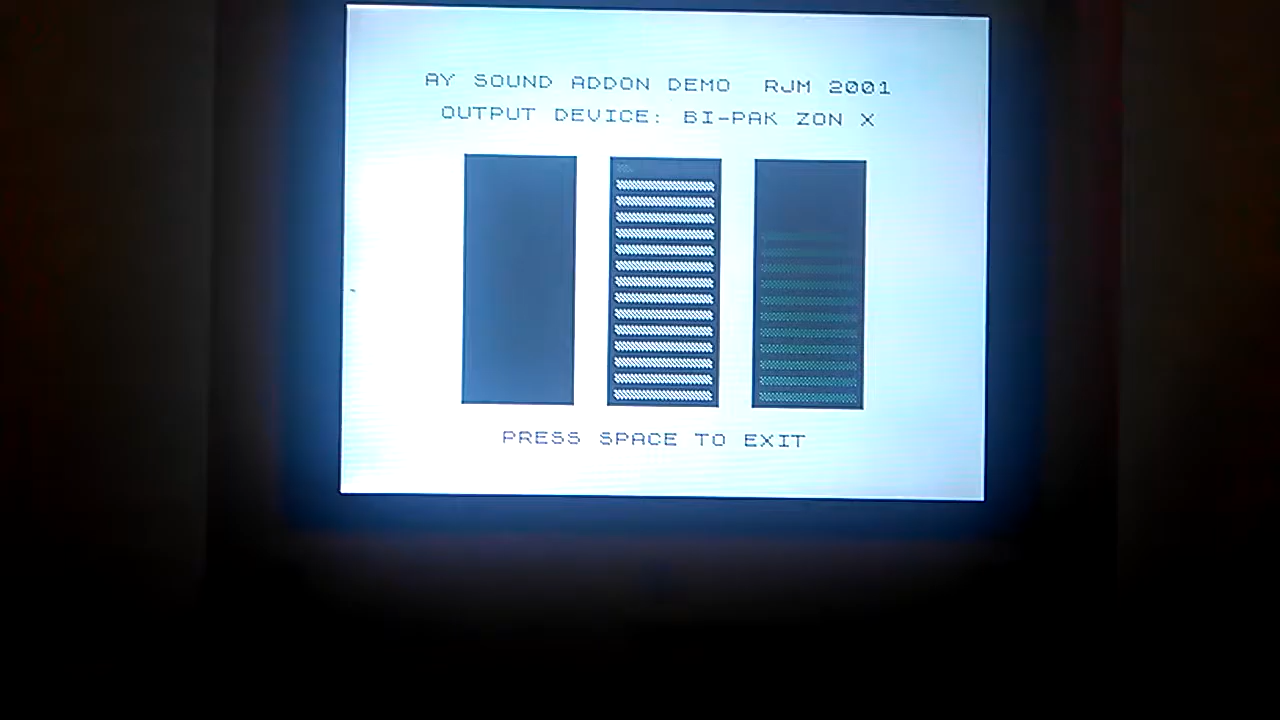 AY SOUND ADDON DEMO RJM 2001
OUTPUT DEVICE: BI-PAK ZON X
PRESS SPACE TO EXIT